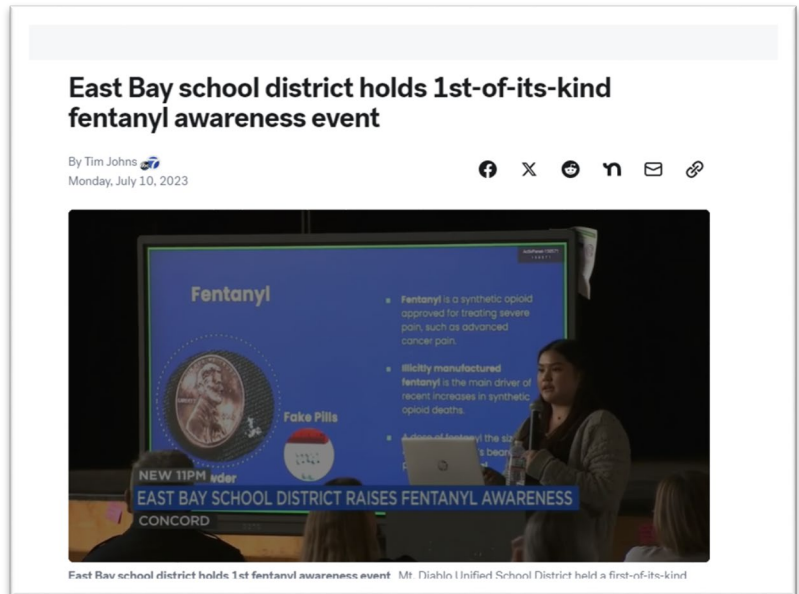 East Bay school district holds 1st-of-its-kind
fentanyl awareness event
By Tim Johns
Monday, July 10, 2023
Fentanyl
Fentanyl is a synthetic opioid
approved for treating severe
pain, such as advanced
cancer pain.
Illicitly manufactured
fentanyl is the main driver of
recent increases in synthetic
opioid deaths.
Fake Pills
NEW 11PM
EAST BAY SCHOOL DISTRICT RAISES FENTANYL AWARENESS
CONCORD
East Bay school district holds 1st fentanyl awareness event Mt. Diablo Unified School District held a first-of-its-kind